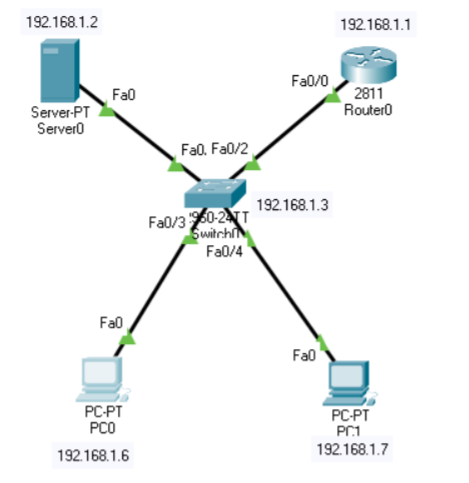 192.168.1.2
192.168.1.1
Fa0
Fa0/0
Server-PT
Server0
2811
Router0
Fa0, Fa0/2
192.168.1.3
Fa0/3
Switch0
Fa0/4
Fa0
Fa0
PC-PT
PC0
PC-PT
PC1
192.168.1.6
192.168.1.7